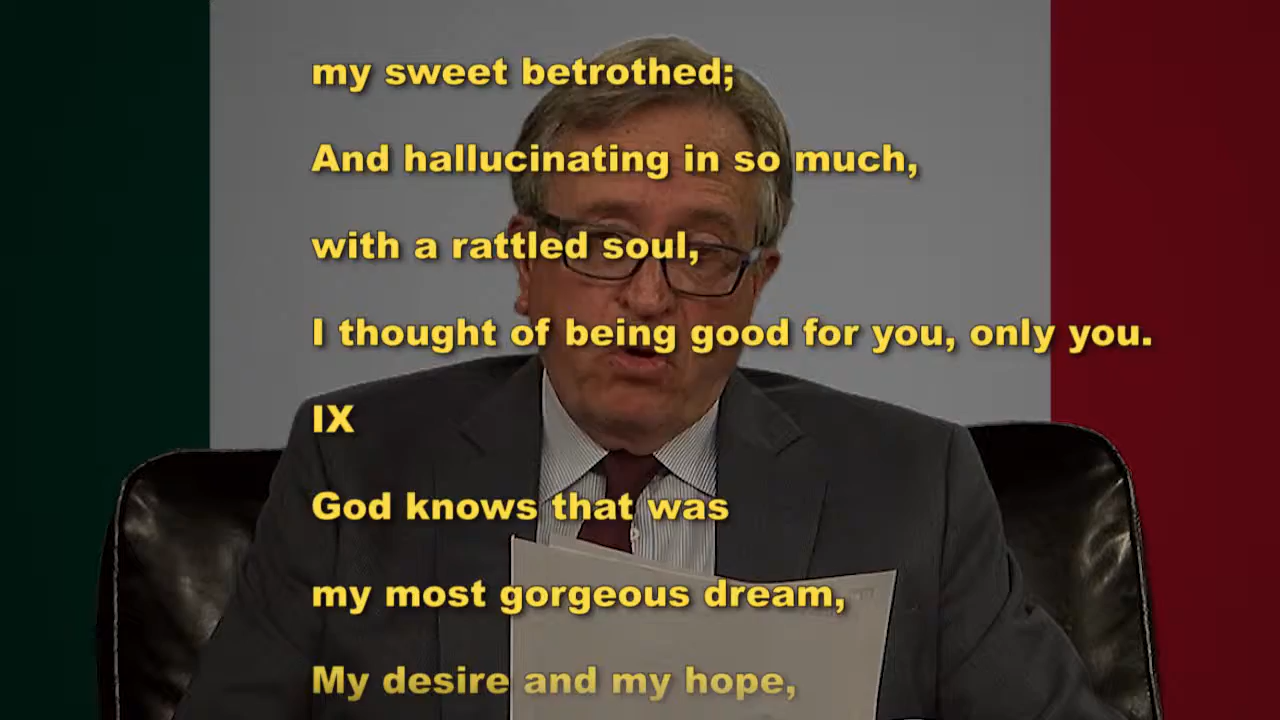 my sweet betrothed;
And hallucinating in so much,
with a rattled soul,
I thought of being good for you, only you.
IX
God knows that was
my most gorgeous dream,
My desire and my hope,